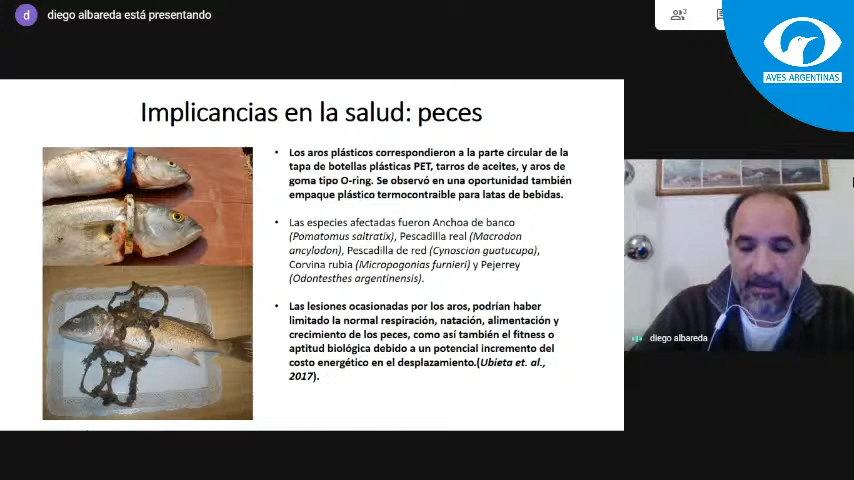 d
diego albareda está presentando
3
AVES ARGENTINAS
Implicancias en la salud: peces
• Los aros plásticos correspondieron a la parte circular de la
tapa de botellas plásticas PET, tarros de aceites, y aros de
goma tipo O-ring. Se observó en una oportunidad también
empaque plástico termocontraible para latas de bebidas.
• Las especies afectadas fueron Anchoa de banco
(Pomatomus saltratix), Pescadilla real (Macrodon
ancylodon), Pescadilla de red (Cynoscion guatucupa),
Corvina rubia (Micropogonias furnieri) y Pejerrey
(Odontesthes argentinensis).
• Las lesiones ocasionadas por los aros, podrían haber
limitado la normal respiración, natación, alimentación y
crecimiento de los peces, como así también el fitness o
aptitud biológica debido a un potencial incremento del
costo energético en el desplazamiento.(Ubieta et. al.,
2017).
diego albareda